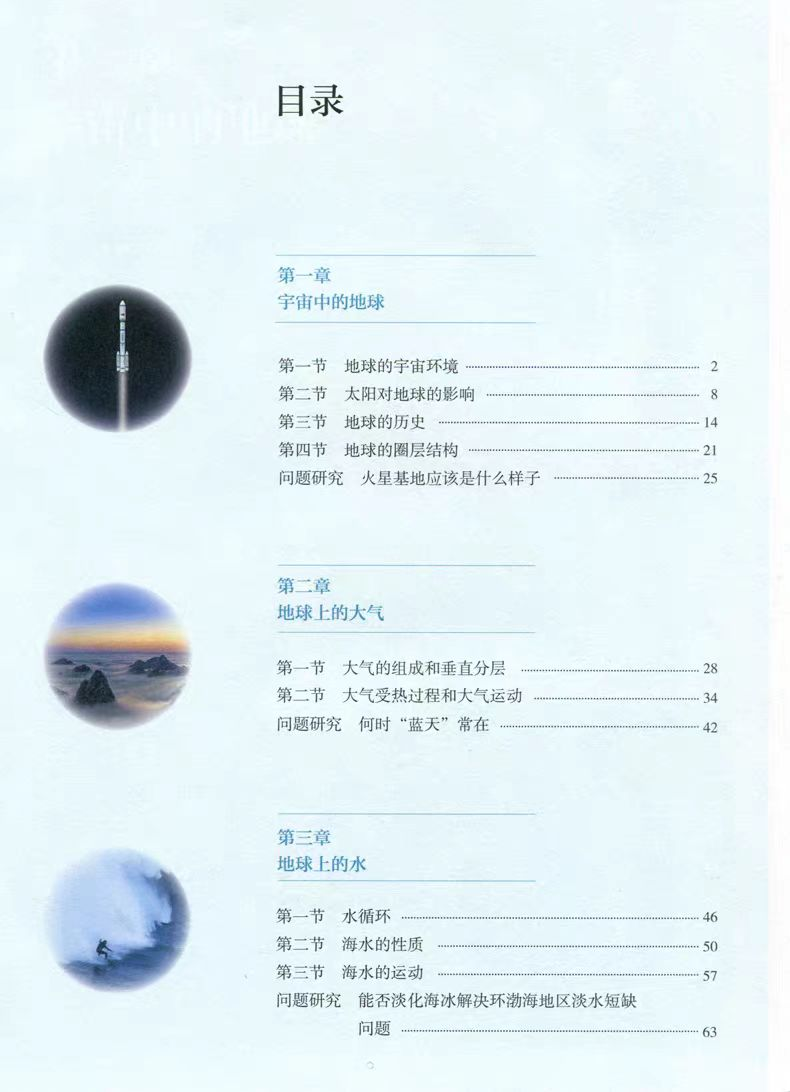 目录
第一章
宇宙中的地球
第一节 地球的宇宙环境 2
第二节 太阳对地球的影响 8
第三节 地球的历史 14
第四节 地球的圈层结构 21
问题研究 火星基地应该是什么样子 25
第二章
地球上的大气
第一节 大气的组成和垂直分层 28
第二节 大气受热过程和大气运动 34
问题研究 何时“蓝天”常在 42
第三章
地球上的水
第一节 水循环 46
第二节 海水的性质 50
第三节 海水的运动 57
问题研究 能否淡化海冰解决环渤海地区淡水短缺
问题 63